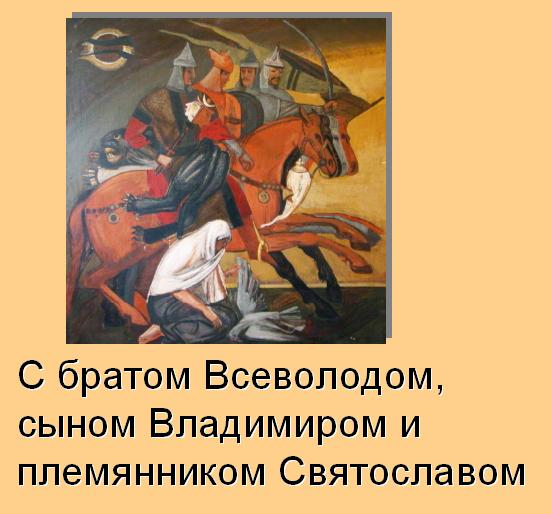 С братом Всеволодом,
сыном Владимиром и
племянником Святославом